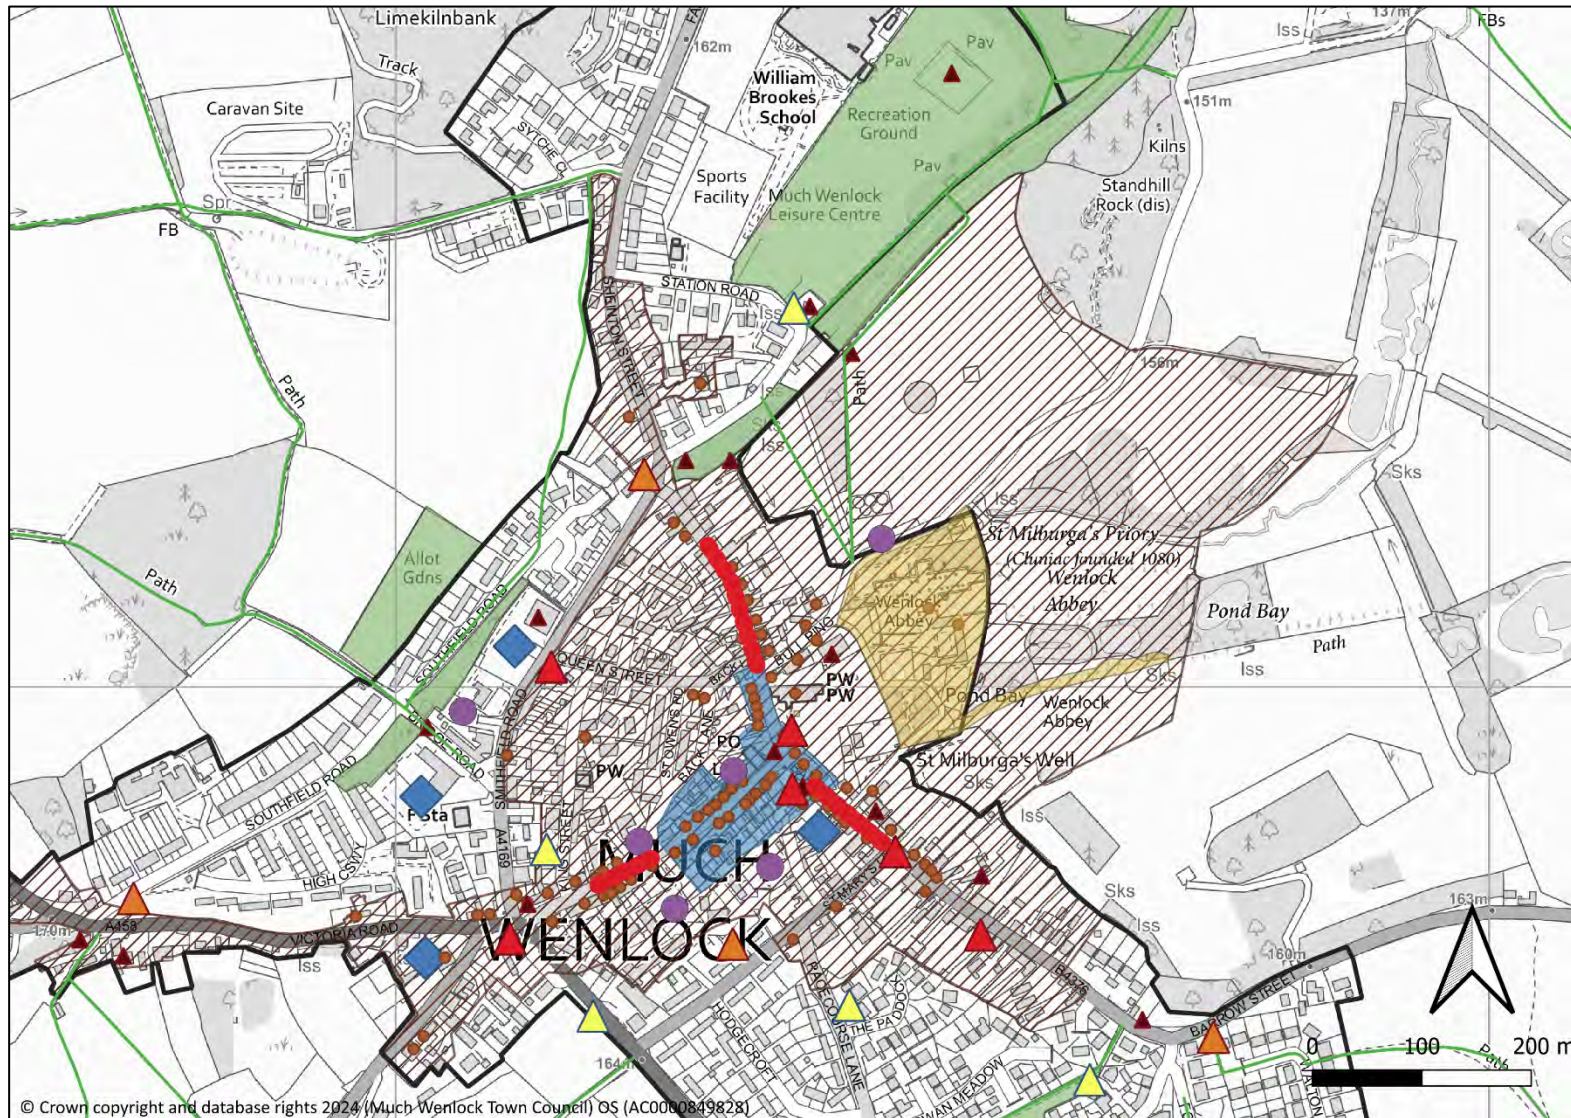 Limekilnbank
Track
Caravan Site
SYTCHE CL
162m
William
Brookes
School
Pav
Pav
Recreation
Ground
Pav
Sports
Facility
Much Wenlock
Leisure Centre
Iss
137m
FBs
151m
Kilns
Standhill
Rock (dis)
Spr
FB
Path
STATION ROAD
Iss
SHEINTON STREET
156m
Path
Iss
Sks
Iss
Sks
Iss
Allot
Gdns
Path
SOUTHFIELD ROAD
St Milburga's Priory
(Cluniac founded 1080)
Wenlock
Abbey
Wenlock
Abbey
Pond Bay
Path
Iss
Sks
QUEEN STREET
BULL RING
PW
PW
Pond Bay
Wenlock
Abbey
ST OWEN'S RD
BACK LANE
PO
PW
SMITHFIELD ROAD
St Milburga's Well
Sks
Iss
SOUTHFIELD ROAD
A4169
HIGH CSWY
MUCH
WENLOCK
Sks
Iss
163m
170m
A458
VICTORIA ROAD
Iss
B4376
160m
BARROW STREET
RACECOURSE LANE
THE PADDOCK
HODGECROFT
164m
Path
0 100 200 m
© Crown copyright and database rights 2024 (Much Wenlock Town Council) OS (AC0000849828)